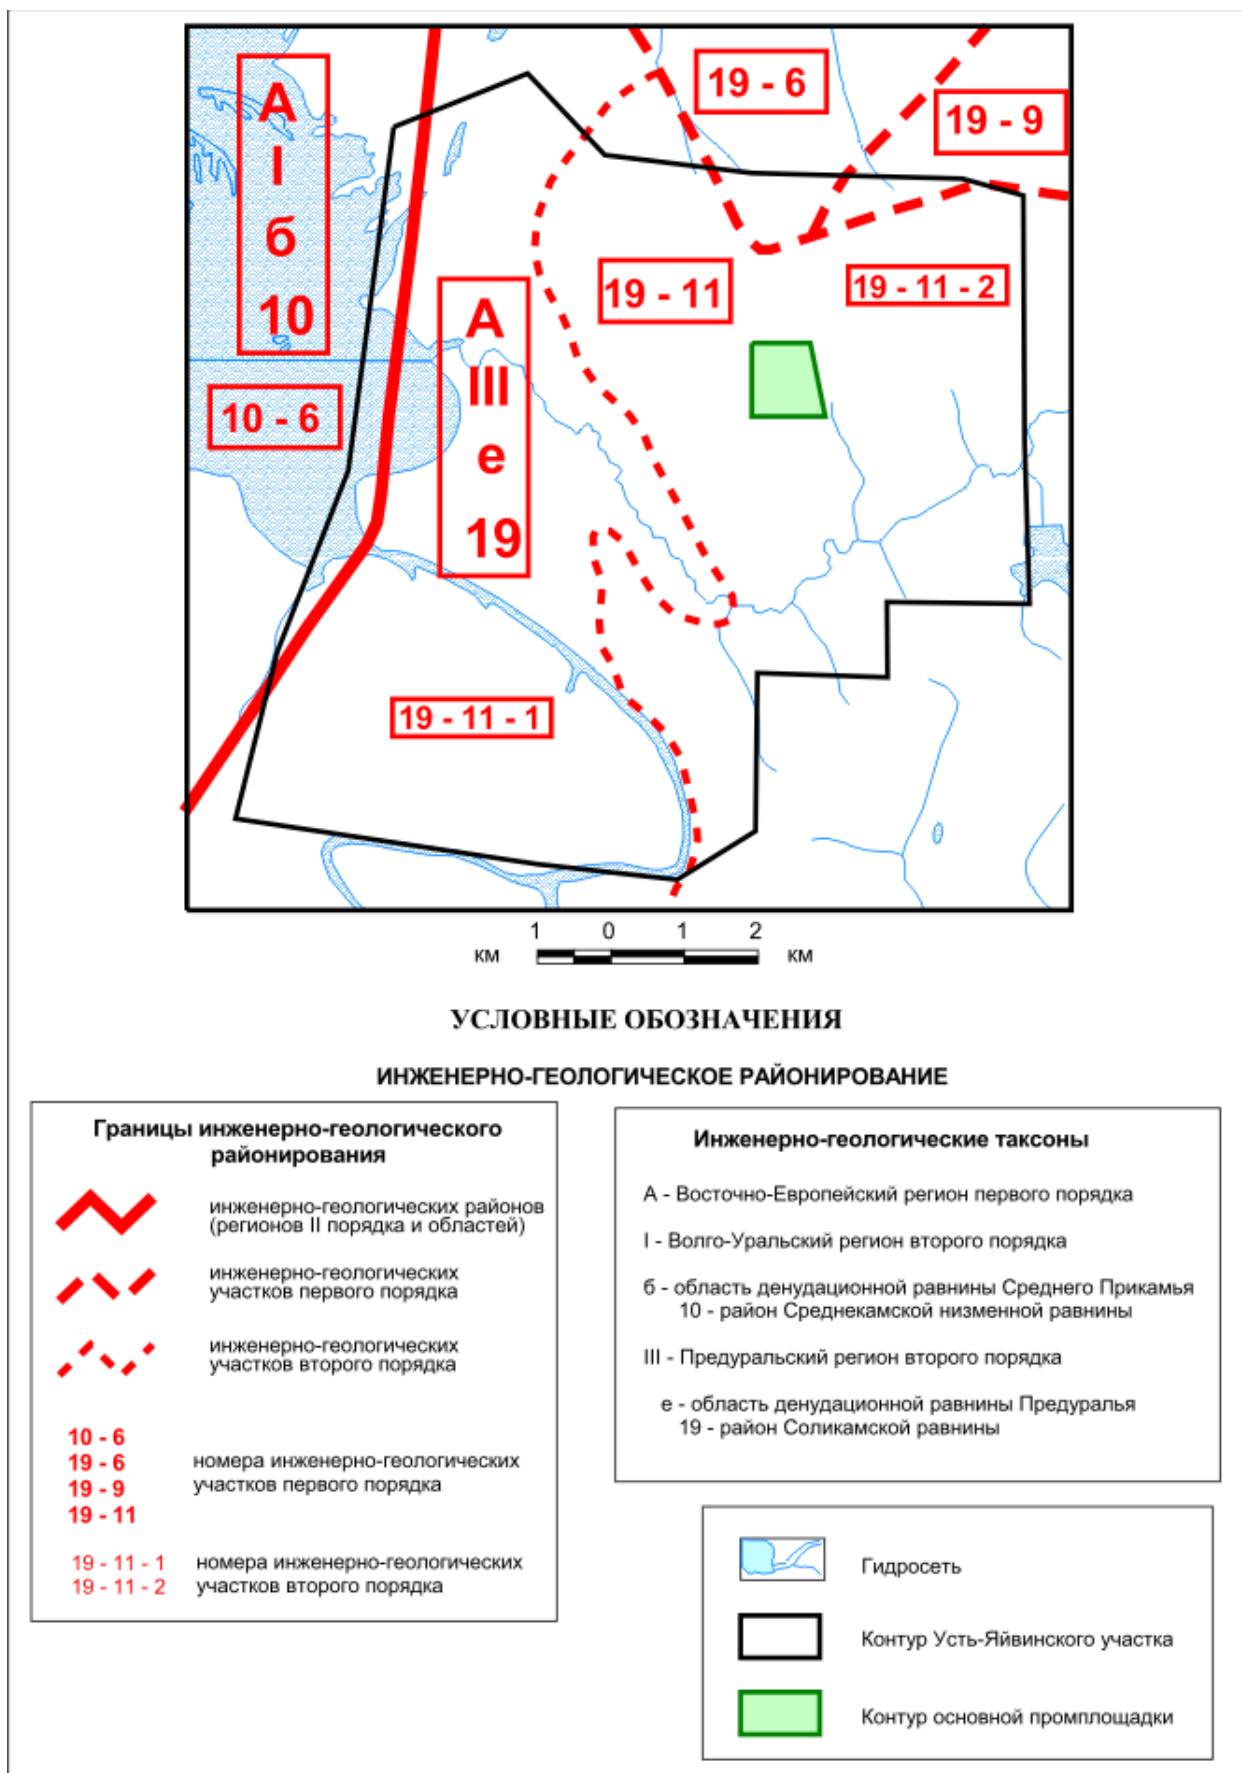 А
I
б
10
19 - 6
19 - 9
19 - 11
19 - 11 - 2
А
III
е
19
10 - 6
19 - 11 - 1
1 0 1 2
км км
УСЛОВНЫЕ ОБОЗНАЧЕНИЯ
ИНЖЕНЕРНО-ГЕОЛОГИЧЕСКОЕ РАЙОНИРОВАНИЕ
Границы инженерно-геологического
районирования
инженерно-геологических районов
(регионов II порядка и областей)
инженерно-геологических
участков первого порядка
инженерно-геологических
участков второго порядка
10 - 6
19 - 6
19 - 9
19 - 11
номера инженерно-геологических
участков первого порядка
19 - 11 - 1
19 - 11 - 2
номера инженерно-геологических
участков второго порядка
Инженерно-геологические таксоны
А - Восточно-Европейский регион первого порядка
I - Волго-Уральский регион второго порядка
б - область денудационной равнины Среднего Прикамья
10 - район Среднекамской низменной равнины
III - Предуральский регион второго порядка
е - область денудационной равнины Предуралья
19 - район Соликамской равнины
Гидросеть
Контур Усть-Яйвинского участка
Контур основной промплощадки